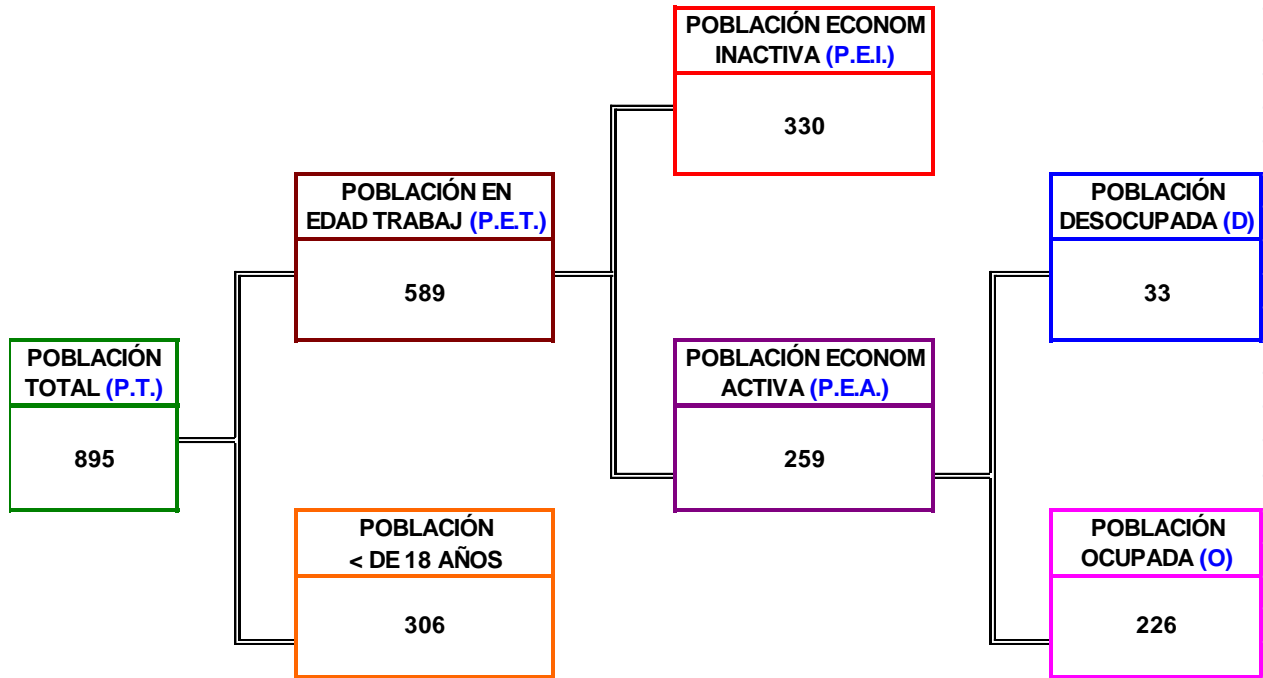 POBLACIÓN
TOTAL (P.T.)
895
POBLACIÓN EN
EDAD TRABAJ (P.E.T.)
589
POBLACIÓN
< DE 18 AÑOS
306
POBLACIÓN ECONOM
INACTIVA (P.E.I.)
330
POBLACIÓN ECONOM
ACTIVA (P.E.A.)
259
POBLACIÓN
DESOCUPADA (D)
33
POBLACIÓN
OCUPADA (O)
226